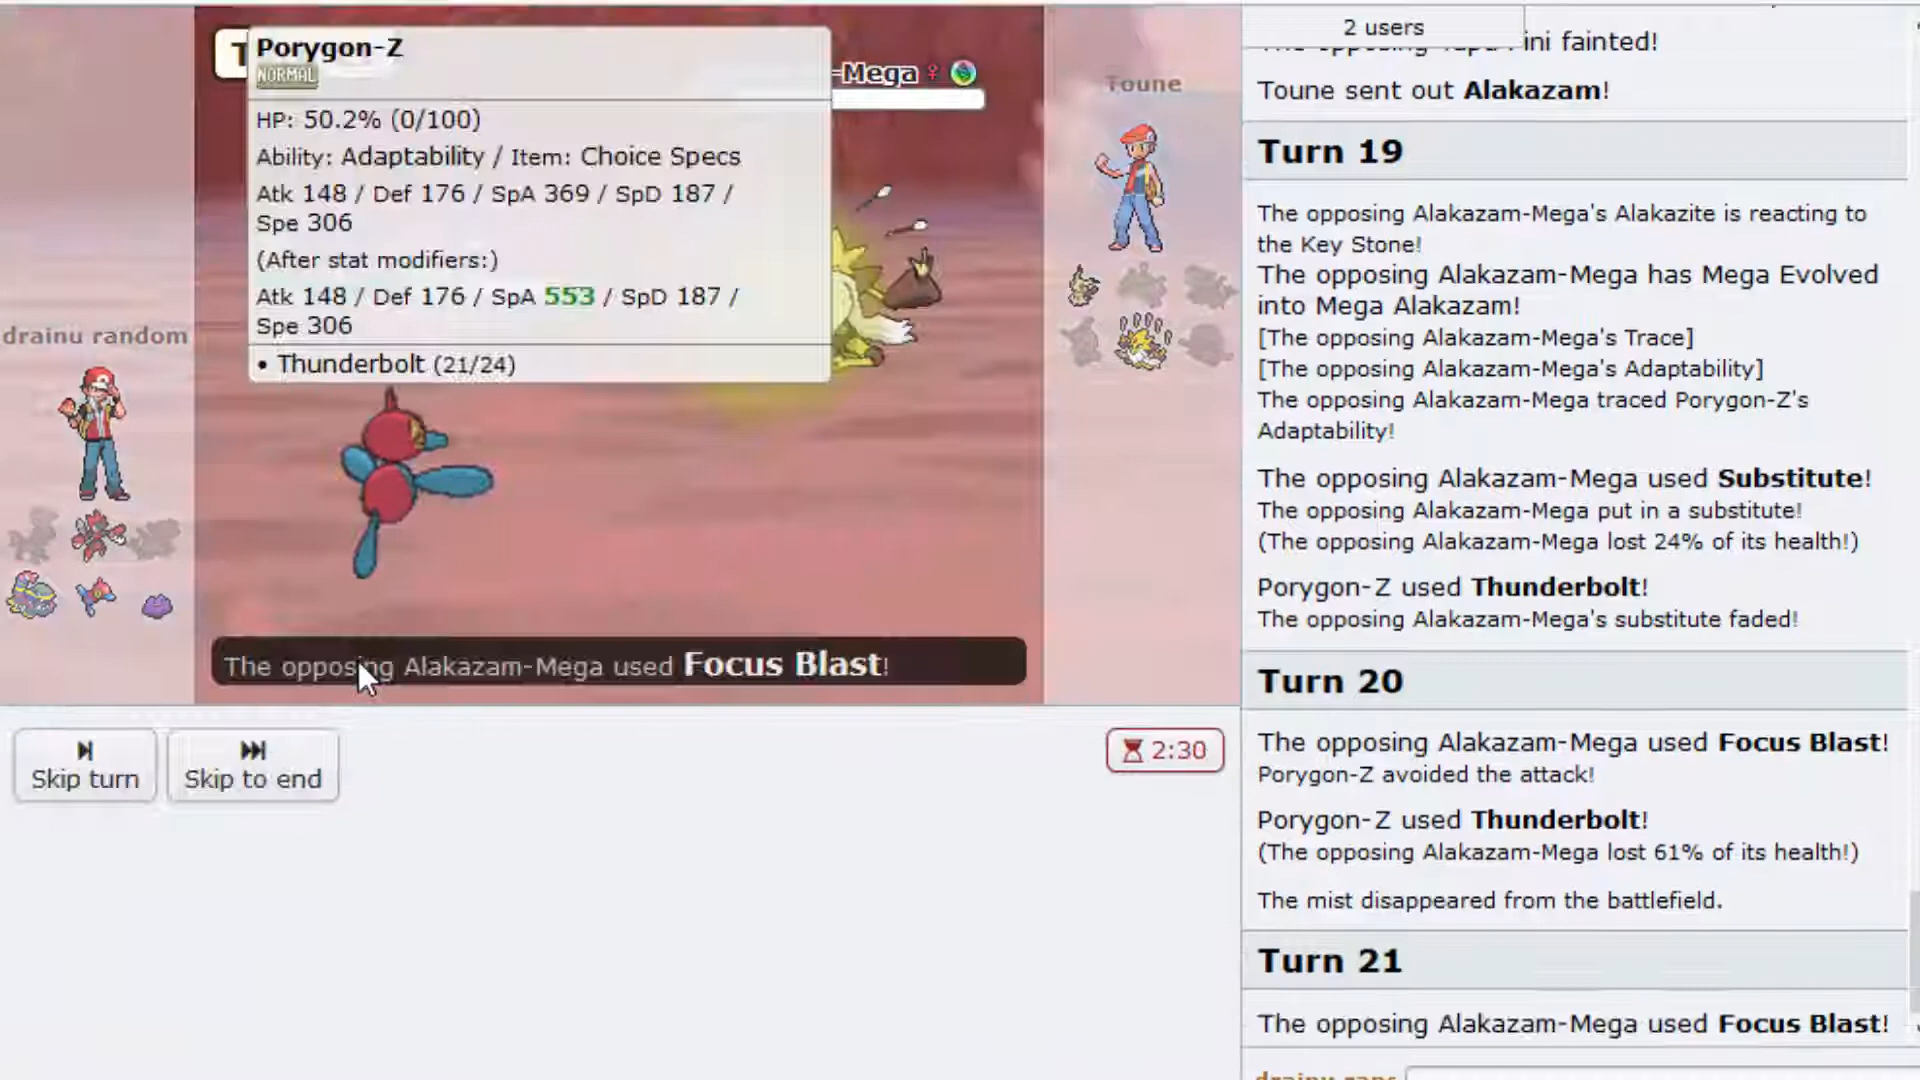 Porygon-Z
NORMAL
HP: 50.2% (0/100)
Ability: Adaptability / Item: Choice Specs
Atk 148 / Def 176 / SpA 369 / SpD 187 /
Spe 306
(After stat modifiers:)
Atk 148 / Def 176 / SpA 553 / SpD 187 /
Spe 306
• Thunderbolt (21/24)
-Mega ♀
Toune
drainu random
The opposing Alakazam-Mega used Focus Blast!
Skip turn
Skip to end
2:30
2 users
fainted!
Toune sent out Alakazam!
Turn 19
The opposing Alakazam-Mega's Alakazite is reacting to
the Key Stone!
The opposing Alakazam-Mega has Mega Evolved
into Mega Alakazam!
[The opposing Alakazam-Mega's Trace]
[The opposing Alakazam-Mega's Adaptability]
The opposing Alakazam-Mega traced Porygon-Z's
Adaptability!
The opposing Alakazam-Mega used Substitute!
The opposing Alakazam-Mega put in a substitute!
(The opposing Alakazam-Mega lost 24% of its health!)
Porygon-Z used Thunderbolt!
The opposing Alakazam-Mega's substitute faded!
Turn 20
The opposing Alakazam-Mega used Focus Blast!
Porygon-Z avoided the attack!
Porygon-Z used Thunderbolt!
(The opposing Alakazam-Mega lost 61% of its health!)
The mist disappeared from the battlefield.
Turn 21
The opposing Alakazam-Mega used Focus Blast!